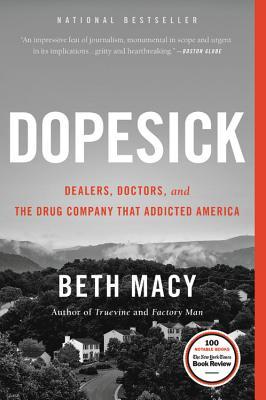 NATIONAL BESTSELLER
"An impressive feat of journalism, monumental in scope and urgent
in its implications...gritty and heartbreaking." —BOSTON GLOBE
DOPESICK
DEALERS, DOCTORS, and
THE DRUG COMPANY THAT ADDICTED AMERICA
BETH MACY
Author of Truevine and Factory Man
100
NOTABLE BOOKS
The New York Times
Book Review